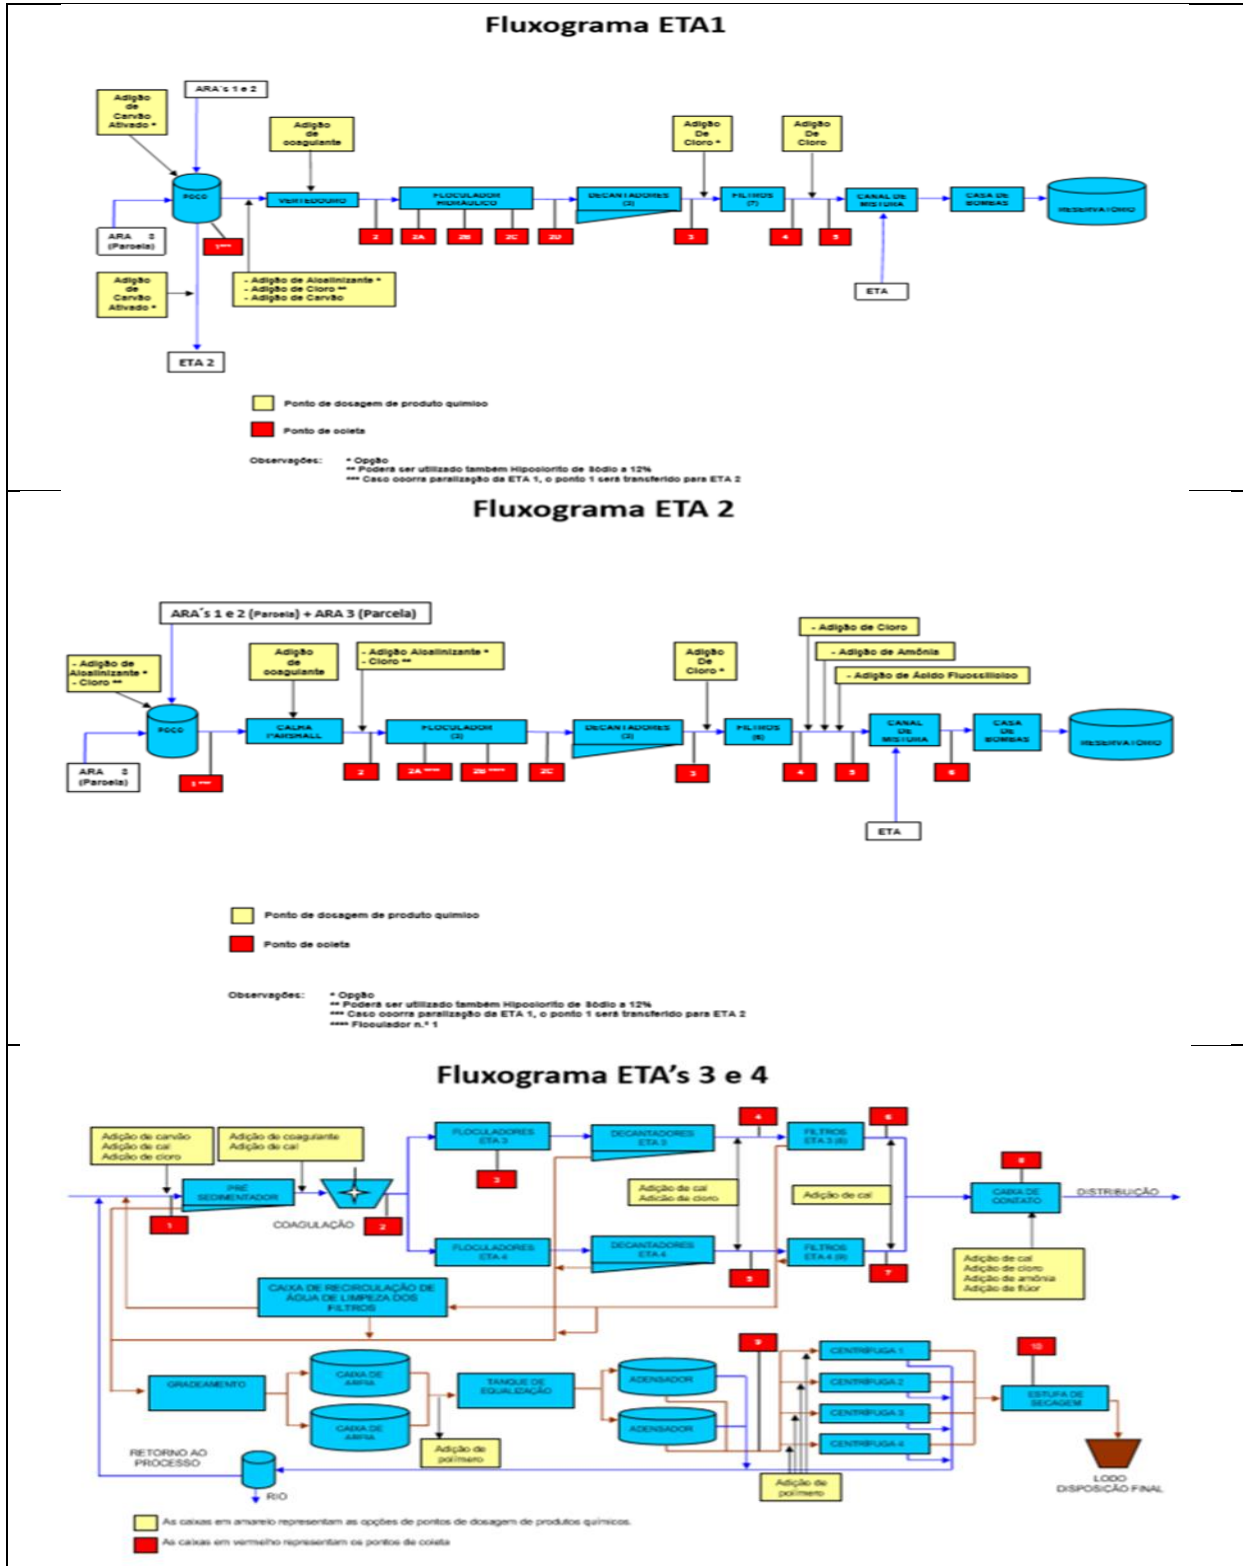 Fluxograma ETA1
Adição
de
Carvão
Ativado *
ARA's 1 e 2
Adição
de
coagulante
Adição
De
Cloro *
Adição
De
Cloro
POÇO
VERTEDOURO
FLOCULADOR
HIDRÁULICO
DECANTADORES
(3)
FILTROS
(7)
CANAL DE
MISTURA
CASA DE
BOMBAS
RESERVATÓRIO
ARA 3
(Parcela)
1***
2
2A
2B
2C
2D
3
4
5
Adição
de
Carvão
Ativado *
- Adição de Alcalinizante *
- Adição de Cloro **
- Adição de Carvão
ETA
ETA 2
Ponto de dosagem de produto químico
Ponto de coleta
Observações: * Opção
** Poderá ser utilizado também Hipoclorito de Sódio a 12%
*** Caso ocorra paralização da ETA 1, o ponto 1 será transferido para ETA 2
Fluxograma ETA 2
ARA´s 1 e 2 (Parcela) + ARA 3 (Parcela)
- Adição de
Alcalinizante *
- Cloro **
Adição
de
coagulante
- Adição Alcalinizante *
- Cloro **
Adição
De
Cloro *
- Adição de Cloro
- Adição de Amônia
- Adição de Ácido Fluossilícico
POÇO
CALHA
PARSHALL
FLOCULADOR
(3)
DECANTADORES
(3)
FILTROS
(6)
CANAL
DE
MISTURA
CASA
DE
BOMBAS
RESERVATÓRIO
ARA 3
(Parcela)
1 ***
2
2A ****
2B ****
2C
3
4
5
6
ETA
Ponto de dosagem de produto químico
Ponto de coleta
Observações: * Opção
** Poderá ser utilizado também Hipoclorito de Sódio a 12%
*** Caso ocorra paralização da ETA 1, o ponto 1 será transferido para ETA 2
**** Floculador n.º 1
Fluxograma ETA's 3 e 4
Adição de carvão
Adição de cal
Adição de cloro
Adição de coagulante
Adição de cal
PRÉ
SEDIMENTADOR
COAGULAÇÃO
1
2
FLOCULADORES
ETA 3
3
DECANTADORES
ETA 3
4
FILTROS
ETA 3 (8)
6
Adição de cal
Adição de cloro
Adição de cal
8
CAIXA DE
CONTATO
DISTRIBUIÇÃO
FLOCULADORES
ETA 4
DECANTADORES
ETA 4
5
FILTROS
ETA 4 (8)
7
Adição de cal
Adição de cloro
Adição de amônia
Adição de flúor
CAIXA DE RECIRCULAÇÃO DE
ÁGUA DE LIMPEZA DOS
FILTROS
GRADEAMENTO
CAIXA DE
AREIA
CAIXA DE
AREIA
TANQUE DE
EQUALIZAÇÃO
ADENSADOR
ADENSADOR
9
CENTRÍFUGA 1
CENTRÍFUGA 2
CENTRÍFUGA 3
CENTRÍFUGA 4
10
ESTUFA DE
SECAGEM
Adição de
polímero
Adição de
polímero
RETORNO AO
PROCESSO
RIO
LODO
DISPOSIÇÃO FINAL
As caixas em amarelo representam as opções de pontos de dosagem de produtos químicos.
As caixas em vermelho representam os pontos de coleta